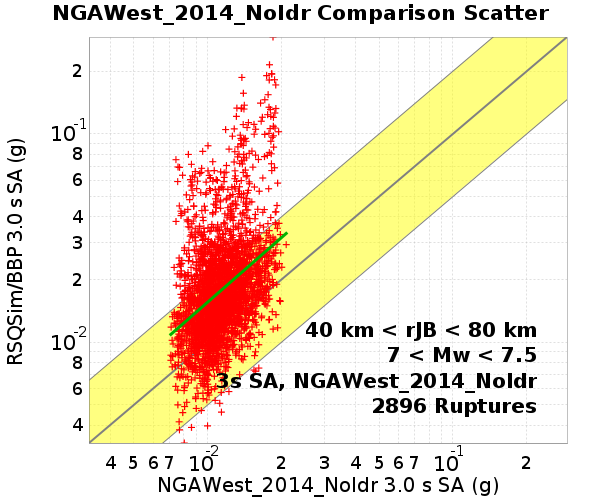 NGAWest_2014_NoIdr Comparison Scatter
RSQSim/BBP 3.0 s SA (g)
2
10-1
8
6
4
3
2
10-2
8
6
4
40 km < rJB < 80 km
7 < Mw < 7.5
3s SA, NGAWest_2014_NoIdr
2896 Ruptures
4 5 6 7 10-2 2 3 4 5 6 7 10-1 2
NGAWest_2014_NoIdr 3.0 s SA (g)